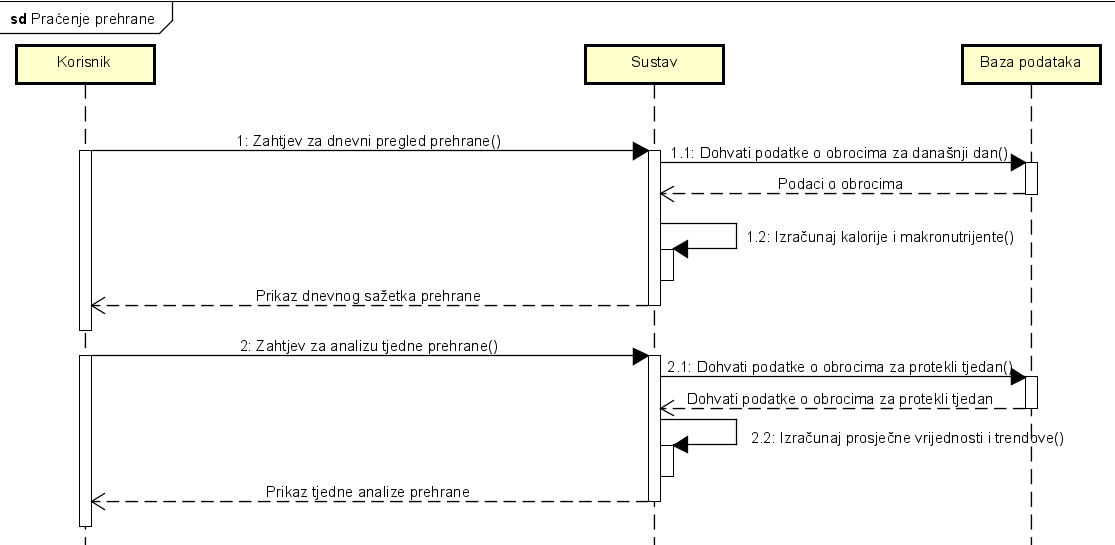 sd Praćenje prehrane
Korisnik
Sustav
Baza podataka
1: Zahtjev za dnevni pregled prehrane()
1.1: Dohvati podatke o obrocima za današnji dan()
Podaci o obrocima
1.2: Izračunaj kalorije i makronutrijente()
Prikaz dnevnog sažetka prehrane
2: Zahtjev za analizu tjedne prehrane()
2.1: Dohvati podatke o obrocima za protekli tjedan()
Dohvati podatke o obrocima za protekli tjedan
2.2: Izračunaj prosječne vrijednosti i trendove()
Prikaz tjedne analize prehrane